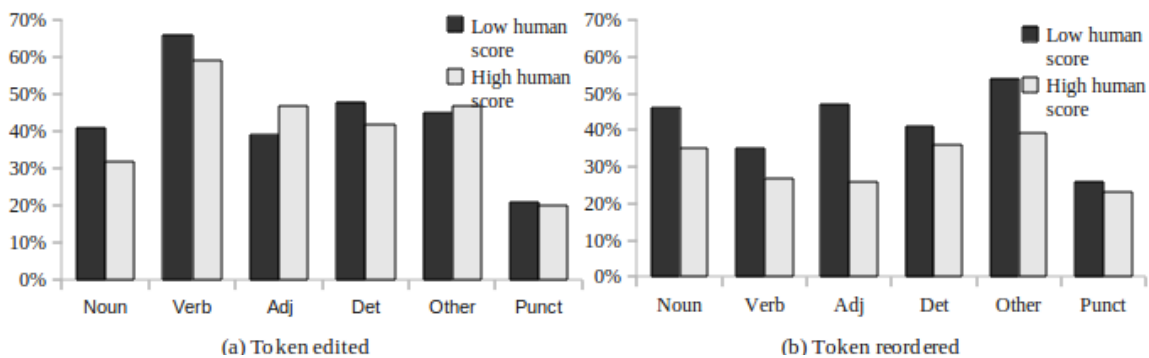 70%
60%
50%
40%
30%
20%
10%
0%
Low human
score
High human
score
Noun Verb Adj Det Other Punct
(a) Token edited
70%
60%
50%
40%
30%
20%
10%
0%
Low human
score
High human
score
Noun Verb Adj Det Other Punct
(b) Token reordered